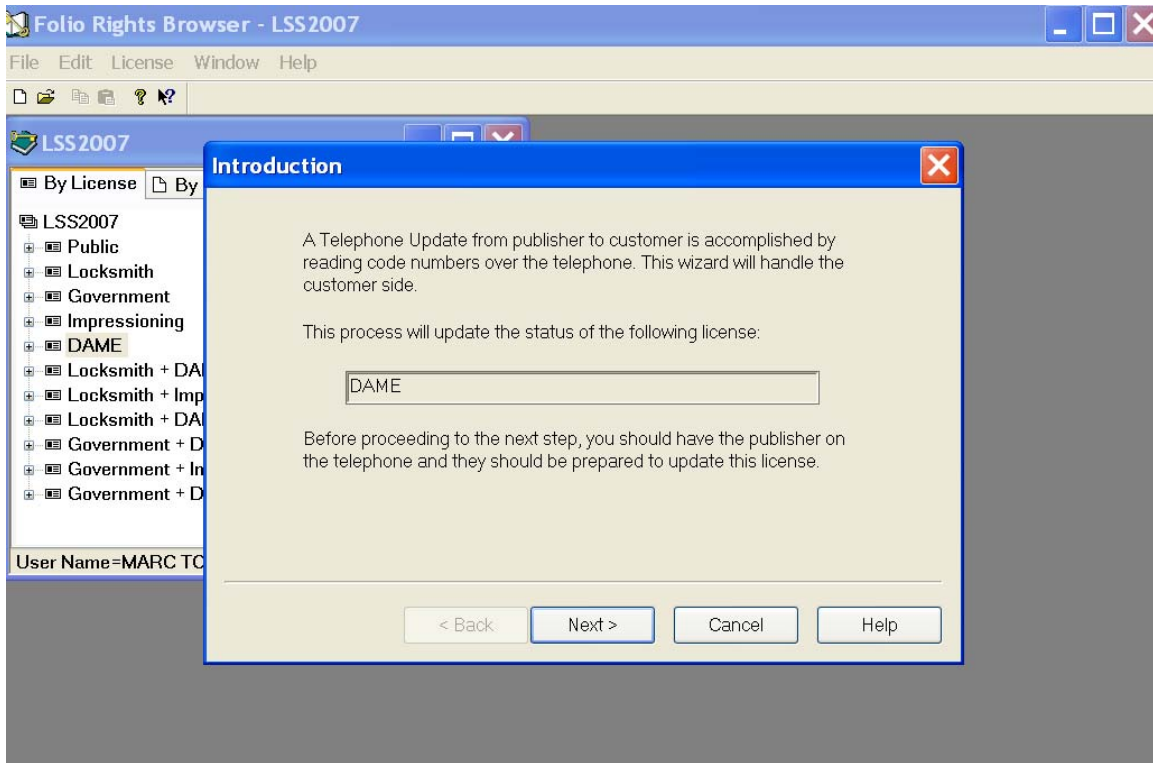 Folio Rights Browser - LSS2007
File Edit License Window Help
LSS2007
By License By
LSS2007
Public
Locksmith
Government
Impressioning
DAME
Locksmith + DA
Locksmith + Imp
Locksmith + DA
Government + D
Government + In
Government + D
User Name=MARC TC
Introduction
A Telephone Update from publisher to customer is accomplished by
reading code numbers over the telephone. This wizard will handle the
customer side.
This process will update the status of the following license:
DAME
Before proceeding to the next step, you should have the publisher on
the telephone and they should be prepared to update this license.
< Back Next > Cancel Help